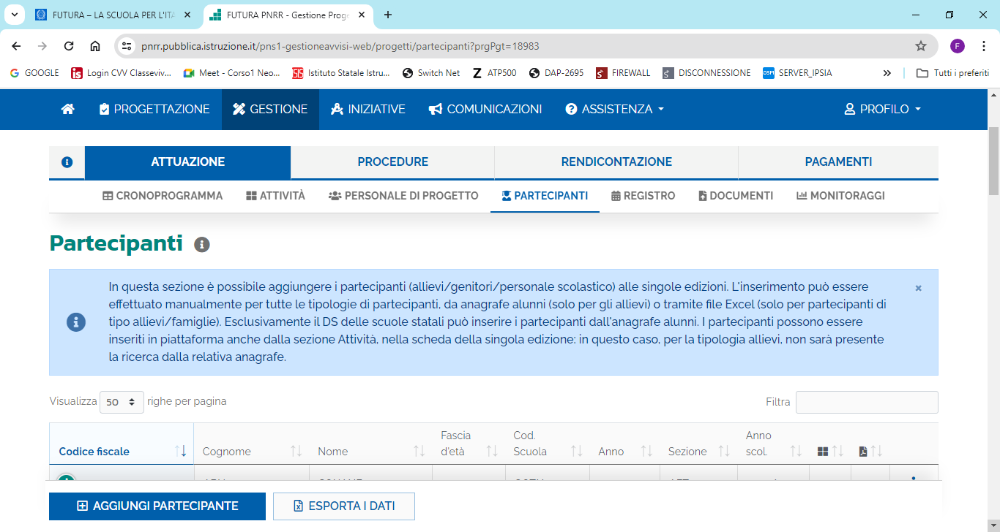 FUTURA – LA SCUOLA PER L'ITA
FUTURA PNRR - Gestione Proge
pnrr.pubblica.istruzione.it/pns1-gestioneavvisi-web/progetti/partecipanti?prgPgt=18983
F
GOOGLE
Login CVV Classeviv...
Meet - Corso1 Neo...
Istituto Statale Istru...
Switch Net
ATP500
DAP-2695
FIREWALL
DISCONNESSIONE
SERVER_IPSIA
Tutti i preferiti
PROGETTAZIONE
GESTIONE
INIZIATIVE
COMUNICAZIONI
ASSISTENZA
PROFILO
ATTUAZIONE
PROCEDURE
RENDICONTAZIONE
PAGAMENTI
CRONOPROGRAMMA
ATTIVITÀ
PERSONALE DI PROGETTO
PARTECIPANTI
REGISTRO
DOCUMENTI
MONITORAGGI
Partecipanti
In questa sezione è possibile aggiungere i partecipanti (allievi/genitori/personale scolastico) alle singole edizioni. L'inserimento può essere
effettuato manualmente per tutte le tipologie di partecipanti, da anagrafe alunni (solo per gli allievi) o tramite file Excel (solo per partecipanti di
tipo allievi/famiglie). Esclusivamente il DS delle scuole statali può inserire i partecipanti dall'anagrafe alunni. I partecipanti possono essere
inseriti in piattaforma anche dalla sezione Attività, nella scheda della singola edizione: in questo caso, per la tipologia allievi, non sarà presente
la ricerca dalla relativa anagrafe.
Visualizza 50 righe per pagina
Filtra
Codice fiscale
Cognome
Nome
Fascia
d'età
Cod.
Scuola
Anno
Sezione
Anno
scol.
AGGIUNGI PARTECIPANTE
ESPORTA I DATI